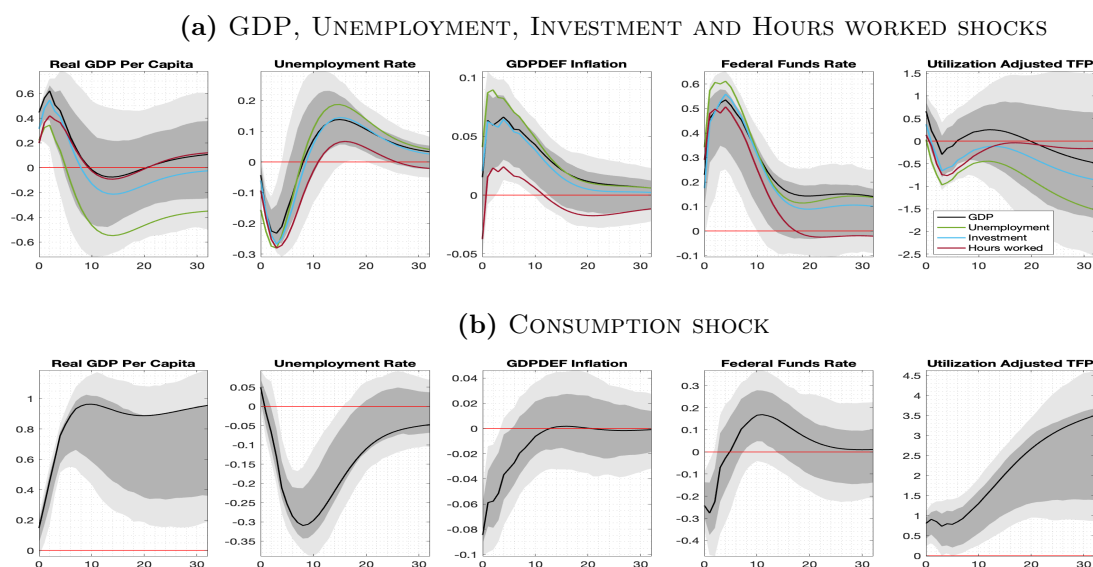 (a) GDP, Unemployment, Investment and Hours worked shocks
Real GDP Per Capita
0.6
0.4
0.2
0
-0.2
-0.4
-0.6
0 10 20 30
Unemployment Rate
0.2
0.1
0
-0.1
-0.2
-0.3
0 10 20 30
GDPDEF Inflation
0.1
0.05
0
-0.05
0 10 20 30
Federal Funds Rate
0.6
0.5
0.4
0.3
0.2
0.1
0
-0.1
0 10 20 30
Utilization Adjusted TFP
1.5
1
0.5
0
-0.5
-1
-1.5
-2
-2.5
GDP
Unemployment
Investment
Hours worked
0 10 20 30
(b) Consumption shock
Real GDP Per Capita
1
0.8
0.6
0.4
0.2
0
0 10 20 30
Unemployment Rate
0.05
0
-0.05
-0.1
-0.15
-0.2
-0.25
-0.3
-0.35
0 10 20 30
GDPDEF Inflation
0.04
0.02
0
-0.02
-0.04
-0.06
-0.08
-0.1
0 10 20 30
Federal Funds Rate
0.3
0.2
0.1
0
-0.1
-0.2
-0.3
-0.4
0 10 20 30
Utilization Adjusted TFP
4.5
4
3.5
3
2.5
2
1.5
1
0.5
0
0 10 20 30